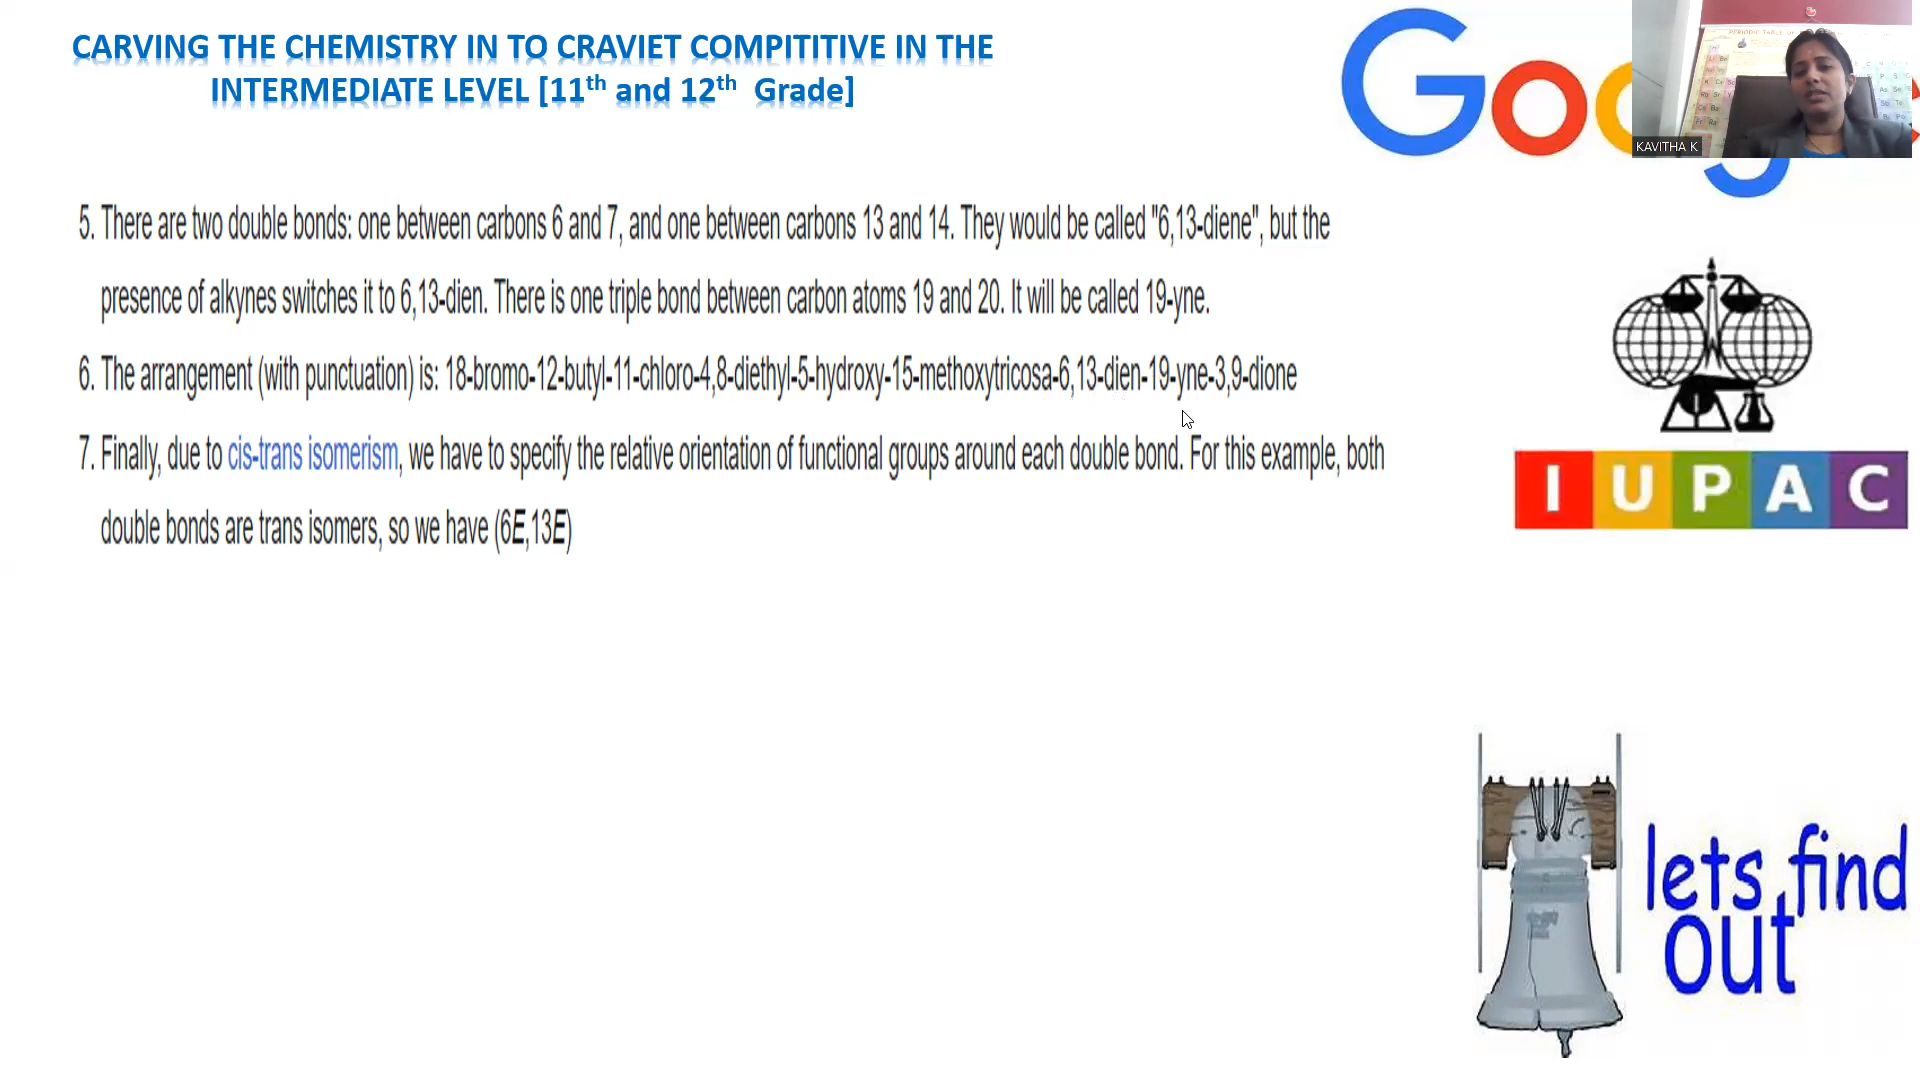 CARVING THE CHEMISTRY IN TO CRAVIET COMPITITIVE IN THE
INTERMEDIATE LEVEL [11th and 12th Grade]
Goo
KAVITHA K
5. There are two double bonds: one between carbons 6 and 7, and one between carbons 13 and 14. They would be called "6,13-diene", but the
presence of alkynes switches it to 6,13-dien. There is one triple bond between carbon atoms 19 and 20. It will be called 19-yne.
6. The arrangement (with punctuation) is: 18-bromo-12-butyl-11-chloro-4,8-diethyl-5-hydroxy-15-methoxytricosa-6,13-dien-19-yne-3,9-dione
7. Finally, due to cis-trans isomerism, we have to specify the relative orientation of functional groups around each double bond. For this example, both
double bonds are trans isomers, so we have (6E,13E)
I U P A C
lets find
out